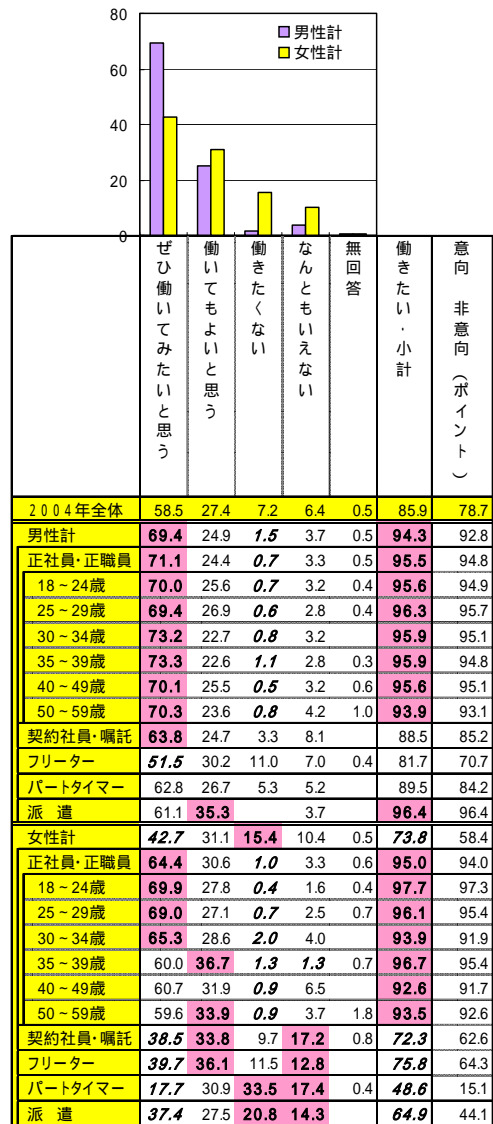 80
60
40
20
0
男性計
女性計
ぜひ働いてみたいと思う
働いてもよいと思う
働きたくない
なんともいえない
無回答
働きたい・小計
意向 非意向（ポイント）
2004年全体 58.5 27.4 7.2 6.4 0.5 85.9 78.7
男性計 69.4 24.9 1.5 3.7 0.5 94.3 92.8
正社員・正職員 71.1 24.4 0.7 3.3 0.5 95.5 94.8
18～24歳 70.0 25.6 0.7 3.2 0.4 95.6 94.9
25～29歳 69.4 26.9 0.6 2.8 0.4 96.3 95.7
30～34歳 73.2 22.7 0.8 3.2 95.9 95.1
35～39歳 73.3 22.6 1.1 2.8 0.3 95.9 94.8
40～49歳 70.1 25.5 0.5 3.2 0.6 95.6 95.1
50～59歳 70.3 23.6 0.8 4.2 1.0 93.9 93.1
契約社員・嘱託 63.8 24.7 3.3 8.1 88.5 85.2
フリーター 51.5 30.2 11.0 7.0 0.4 81.7 70.7
パートタイマー 62.8 26.7 5.3 5.2 89.5 84.2
派 遣 61.1 35.3 3.7 96.4 96.4
女性計 42.7 31.1 15.4 10.4 0.5 73.8 58.4
正社員・正職員 64.4 30.6 1.0 3.3 0.6 95.0 94.0
18～24歳 69.9 27.8 0.4 1.6 0.4 97.7 97.3
25～29歳 69.0 27.1 0.7 2.5 0.7 96.1 95.4
30～34歳 65.3 28.6 2.0 4.0 93.9 91.9
35～39歳 60.0 36.7 1.3 1.3 0.7 96.7 95.4
40～49歳 60.7 31.9 0.9 6.5 92.6 91.7
50～59歳 59.6 33.9 0.9 3.7 1.8 93.5 92.6
契約社員・嘱託 38.5 33.8 9.7 17.2 0.8 72.3 62.6
フリーター 39.7 36.1 11.5 12.8 75.8 64.3
パートタイマー 17.7 30.9 33.5 17.4 0.4 48.6 15.1
派 遣 37.4 27.5 20.8 14.3 64.9 44.1